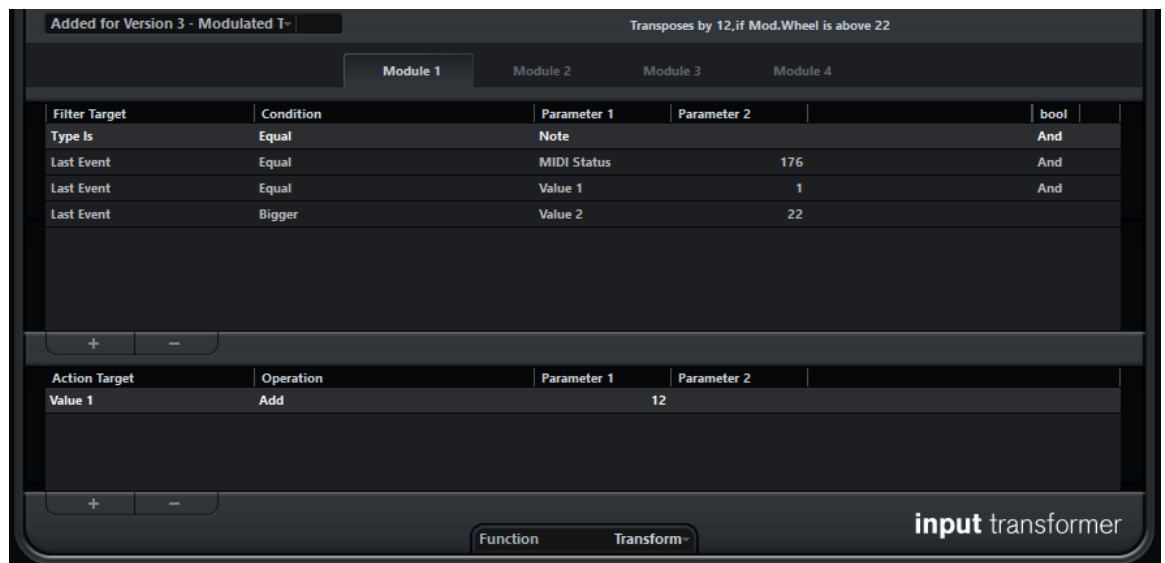 Added for Version 3 - Modulated T
Transposes by 12,if Mod.Wheel is above 22
Module 1 Module 2 Module 3 Module 4
Filter Target Condition Parameter 1 Parameter 2 bool
Type Is Equal Note And
Last Event Equal MIDI Status 176 And
Last Event Equal Value 1 1 And
Last Event Bigger Value 2 22
+ −
Action Target Operation Parameter 1 Parameter 2
Value 1 Add 12
+ −
input transformer
Function Transform